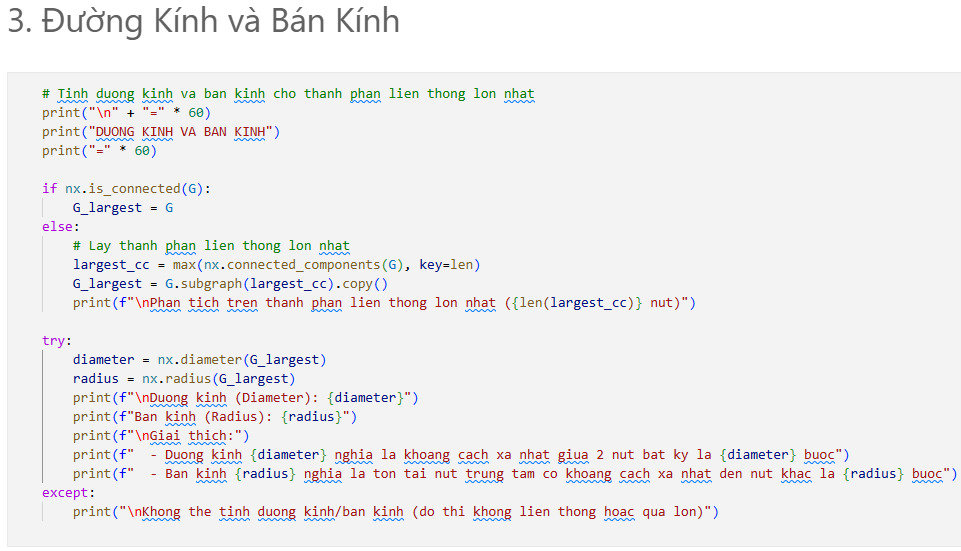 3. Đường Kính và Bán Kính
# Tinh duong kinh va ban kinh cho thanh phan lien thong lon nhat
print("\n" + "=" * 60)
print("DUONG KINH VA BAN KINH")
print("=" * 60)
if nx.is_connected(G):
    G_largest = G
else:
    # Lay thanh phan lien thong lon nhat
    largest_cc = max(nx.connected_components(G), key=len)
    G_largest = G.subgraph(largest_cc).copy()
    print(f"\nPhan tich tren thanh phan lien thong lon nhat ({len(largest_cc)} nut)")
try:
    diameter = nx.diameter(G_largest)
    radius = nx.radius(G_largest)
    print(f"\nDuong kinh (Diameter): {diameter}")
    print(f"Ban kinh (Radius): {radius}")
    print(f"\nGiai thich:")
    print(f"  - Duong kinh {diameter} nghia la khoang cach xa nhat giua 2 nut bat ky la {diameter} buoc")
    print(f"  - Ban kinh {radius} nghia la ton tai nut trung tam co khoang cach xa nhat den nut khac la {radius} buoc")
except:
    print("\nKhong the tinh duong kinh/ban kinh (do thi khong lien thong hoac qua lon)")